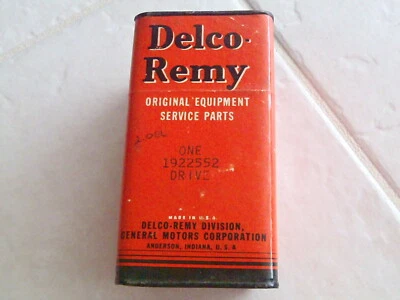 Delco-
Remy
ORIGINAL EQUIPMENT
SERVICE PARTS
ONE
1922552
DRIVE
MADE IN U.S.A.
DELCO-REMY DIVISION,
GENERAL MOTORS CORPORATION
ANDERSON, INDIANA, U. S. A